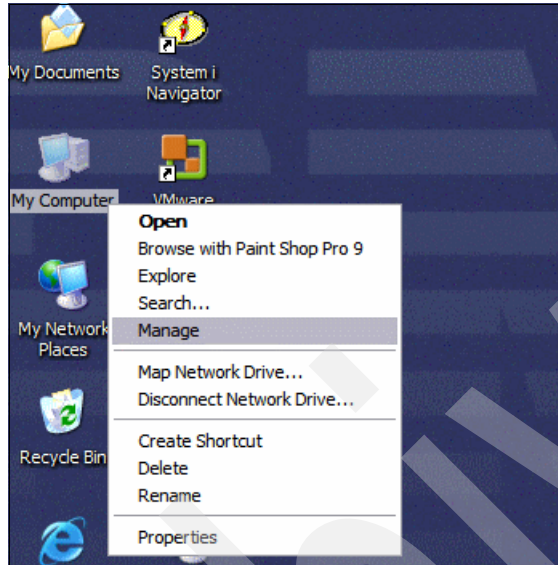 My Documents
System i
Navigator
My Computer
VMware
Open
Browse with Paint Shop Pro 9
Explore
Search...
Manage
Map Network Drive...
Disconnect Network Drive...
Create Shortcut
Delete
Rename
Properties
My Network
Places
Recycle Bin